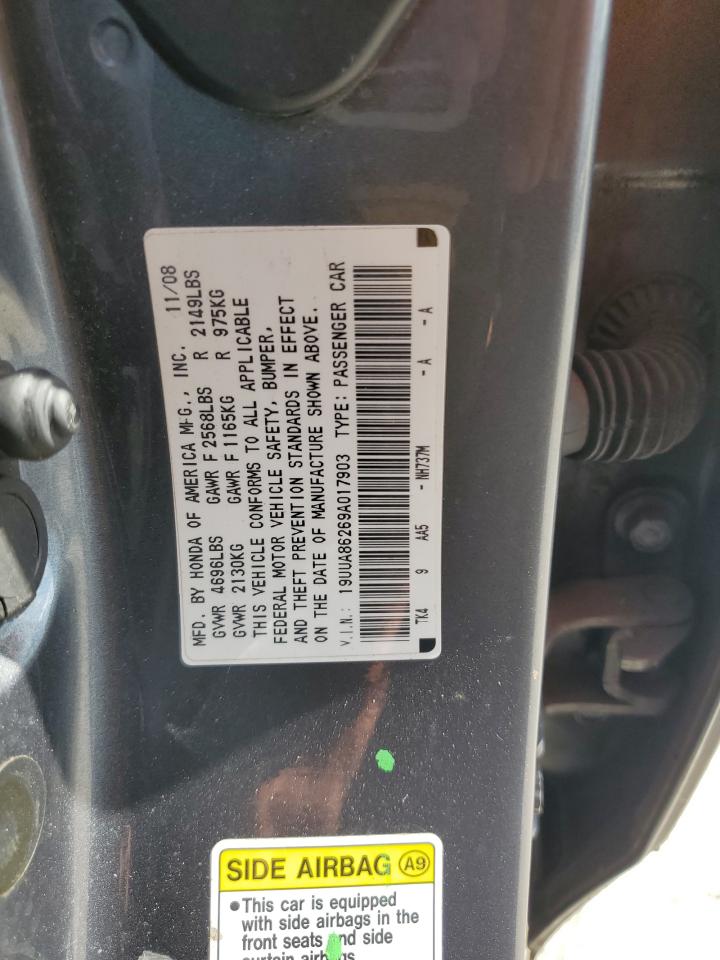 MFD. BY HONDA OF AMERICA MFG., INC. 11/08
GVWR 4696LBS GAWR F 2568LBS R 2149LBS
GVWR 2130KG GAWR F 1165KG R 975KG
THIS VEHICLE CONFORMS TO ALL APPLICABLE
FEDERAL MOTOR VEHICLE SAFETY, BUMPER,
AND THEFT PREVENTION STANDARDS IN EFFECT
ON THE DATE OF MANUFACTURE SHOWN ABOVE.
V.I.N.: 19UUA86269A017903 TYPE: PASSENGER CAR
TK4 9 AA5 - NH737M - A - A
SIDE AIRBAG A9
●This car is equipped
with side airbags in the
front seats and side
curtain airbags